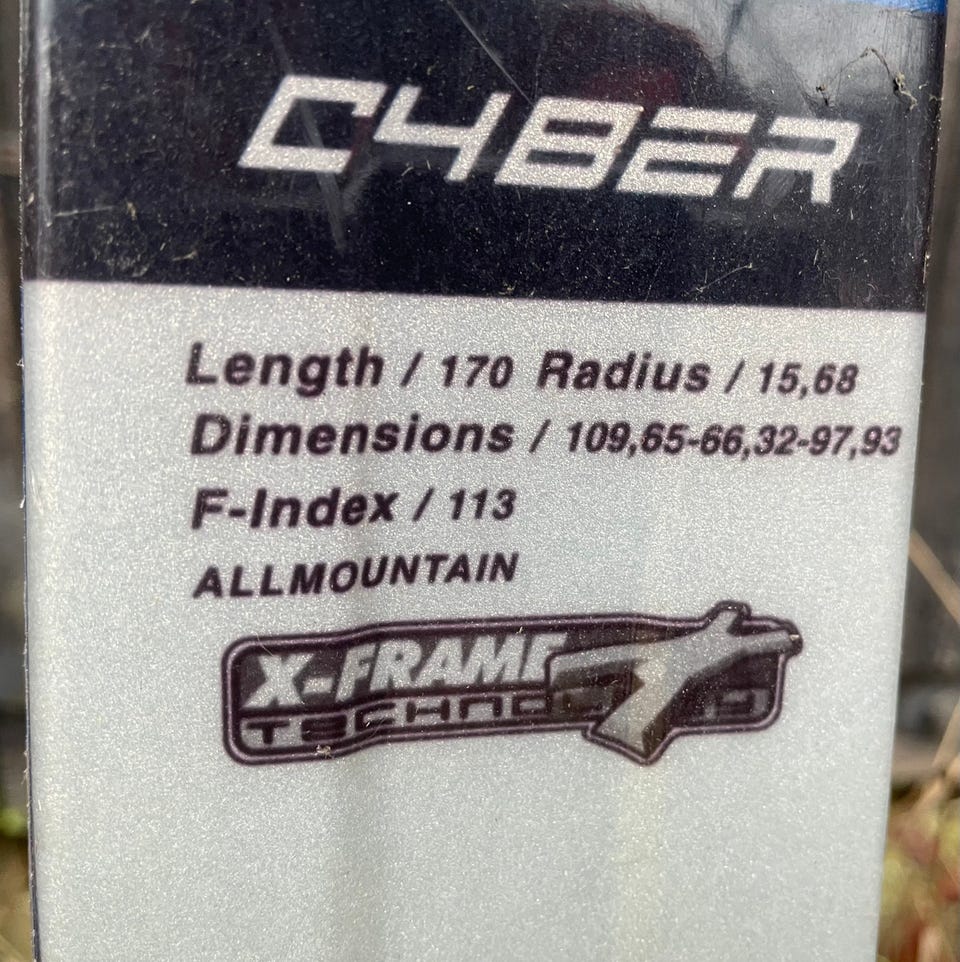 CYBER
Length / 170 Radius / 15,68
Dimensions / 109,65-66,32-97,93
F-Index / 113
ALLMOUNTAIN
X-FRAME
TECHNOLOGY